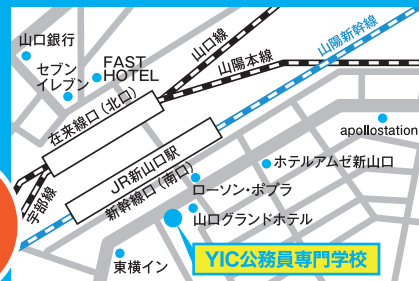 山口銀行
セブン
イレブン
FAST
HOTEL
山口線
山陽本線
山陽新幹線
在来線口(北口)
宇部線
JR新山口駅
新幹線口(南口)
apollostation
ホテルアムゼ新山口
ローソン・ポプラ
山口グランドホテル
東横イン
YIC公務員専門学校